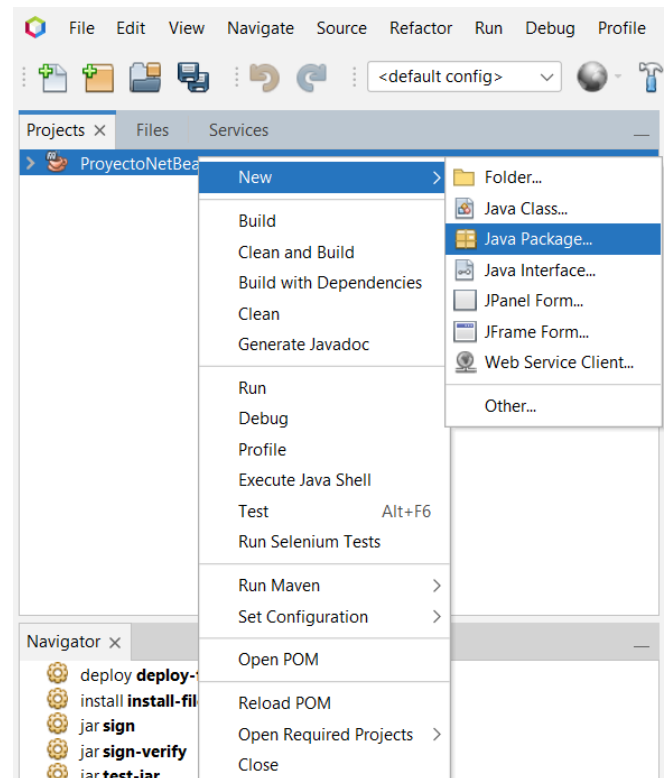 File Edit View Navigate Source Refactor Run Debug Profile
<default config>
Projects Files Services
ProyectoNetBea
New
Build
Clean and Build
Build with Dependencies
Clean
Generate Javadoc
Run
Debug
Profile
Execute Java Shell
Test Alt+F6
Run Selenium Tests
Run Maven
Set Configuration
Open POM
Reload POM
Open Required Projects
Close
Folder...
Java Class...
Java Package...
Java Interface...
JPanel Form...
JFrame Form...
Web Service Client...
Other...
Navigator
deploy deploy-f
install install-fil
jar sign
jar sign-verify
jar test-jar